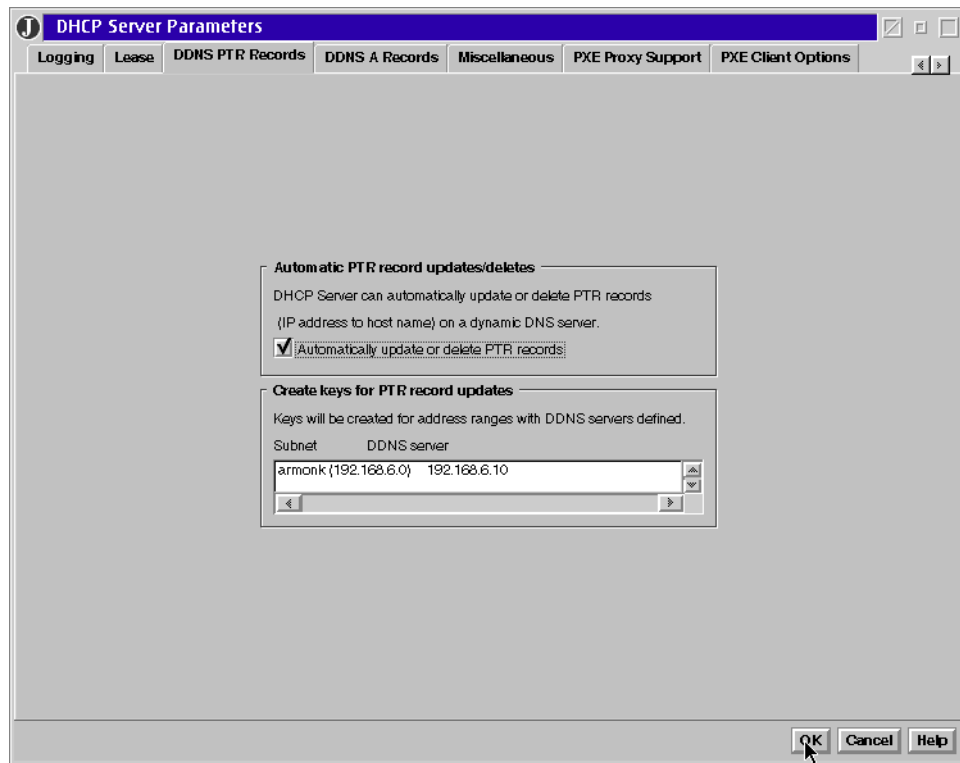 J DHCP Server Parameters
Logging Lease DDNS PTR Records DDNS A Records Miscellaneous PXE Proxy Support PXE Client Options
Automatic PTR record updates/deletes
DHCP Server can automatically update or delete PTR records
(IP address to host name) on a dynamic DNS server.
Automatically update or delete PTR records
Create keys for PTR record updates
Keys will be created for address ranges with DDNS servers defined.
Subnet DDNS server
armonk (192.168.6.0) 192.168.6.10
OK Cancel Help